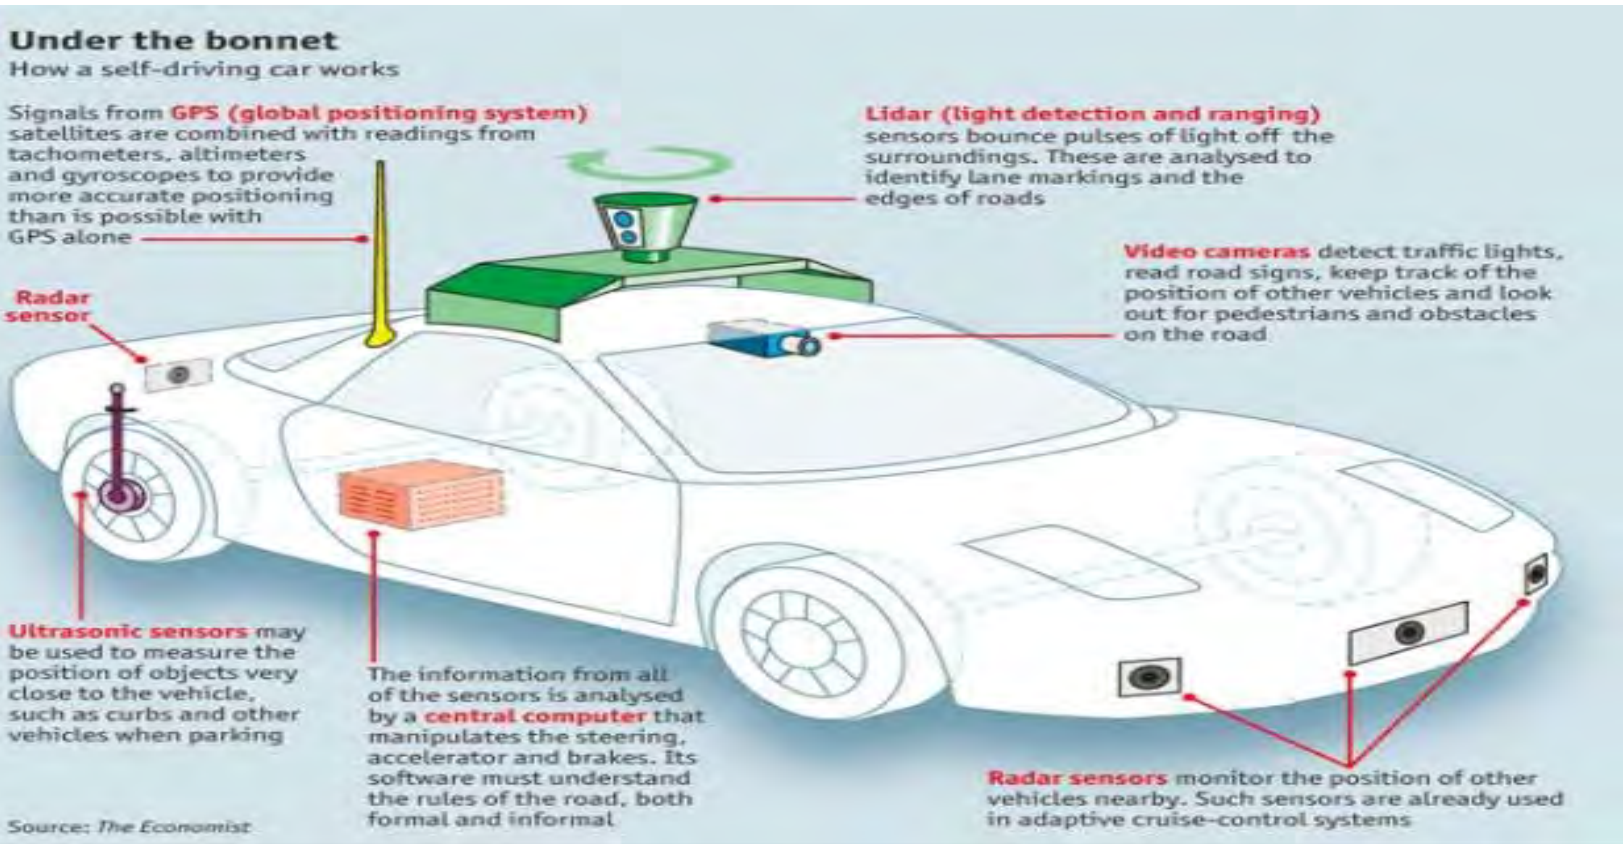 Under the bonnet
How a self-driving car works
Signals from GPS (global positioning system)
satellites are combined with readings from
tachometers, altimeters
and gyroscopes to provide
more accurate positioning
than is possible with
GPS alone
Lidar (light detection and ranging)
sensors bounce pulses of light off the
surroundings. These are analysed to
identify lane markings and the
edges of roads
Video cameras detect traffic lights,
read road signs, keep track of the
position of other vehicles and look
out for pedestrians and obstacles
on the road
Radar
sensor
Ultrasonic sensors may
be used to measure the
position of objects very
close to the vehicle,
such as curbs and other
vehicles when parking
The information from all
of the sensors is analysed
by a central computer that
manipulates the steering,
accelerator and brakes. Its
software must understand
the rules of the road, both
formal and informal
Radar sensors monitor the position of other
vehicles nearby. Such sensors are already used
in adaptive cruise-control systems
Source: The Economist